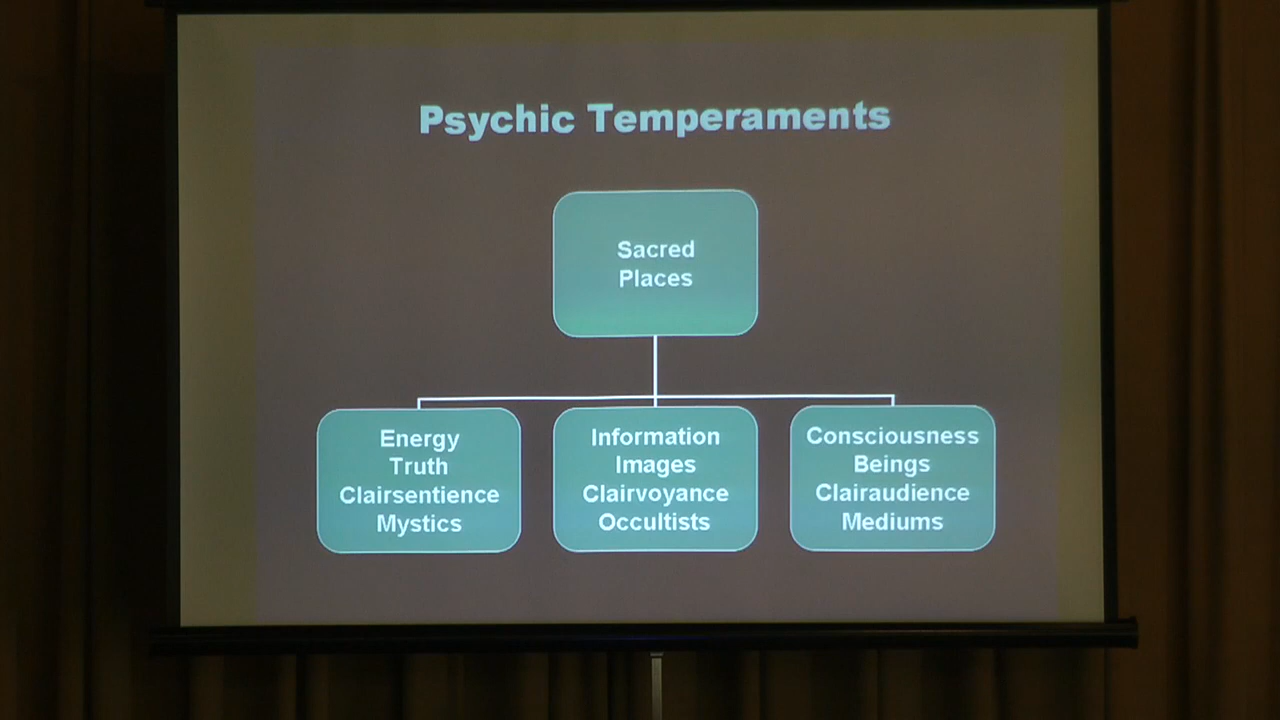 Psychic Temperaments
Sacred
Places
Energy
Truth
Clairsentience
Mystics
Information
Images
Clairvoyance
Occultists
Consciousness
Beings
Clairaudience
Mediums